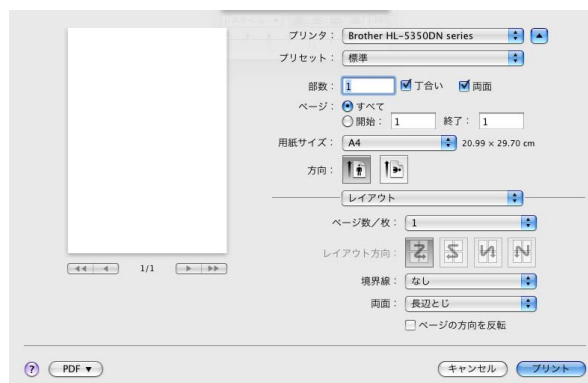 プリンタ： Brother HL-5350DN series
プリセット： 標準
部数： 1 丁合い 両面
ページ： すべて
開始： 1 終了： 1
用紙サイズ： A4 20.99 × 29.70 cm
方向：
レイアウト
ページ数／枚： 1
レイアウト方向：
境界線： なし
両面： 長辺とじ
ページの方向を反転
1/1
? PDF ▼ キャンセル プリント